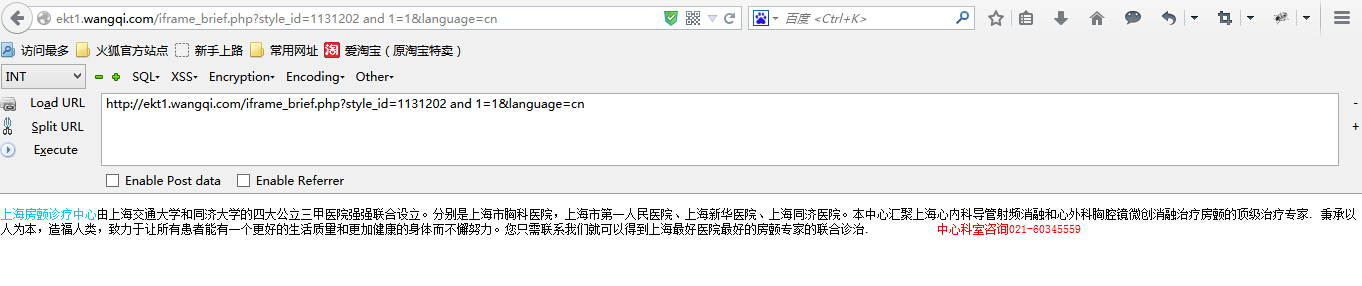 ekt1.wangqi.com/iframe_brief.php?style_id=1131202 and 1=1&language=cn
百度 <Ctrl+K>
访问最多 火狐官方站点 新手上路 常用网址 淘 爱淘宝（原淘宝特卖）
INT SQL XSS Encryption Encoding Other
Load URL http://ekt1.wangqi.com/iframe_brief.php?style_id=1131202 and 1=1&language=cn -
Split URL +
Execute
Enable Post data Enable Referrer
上海房颤诊疗中心由上海交通大学和同济大学的四大公立三甲医院强强联合设立。分别是上海市胸科医院，上海市第一人民医院、上海新华医院、上海同济医院。本中心汇聚上海心内科导管射频消融和心外科胸腔镜微创消融治疗房颤的顶级治疗专家. 秉承以
人为本，造福人类，致力于让所有患者能有一个更好的生活质量和更加健康的身体而不懈努力。您只需联系我们就可以得到上海最好医院最好的房颤专家的联合诊治. 中心科室咨询021-60345559